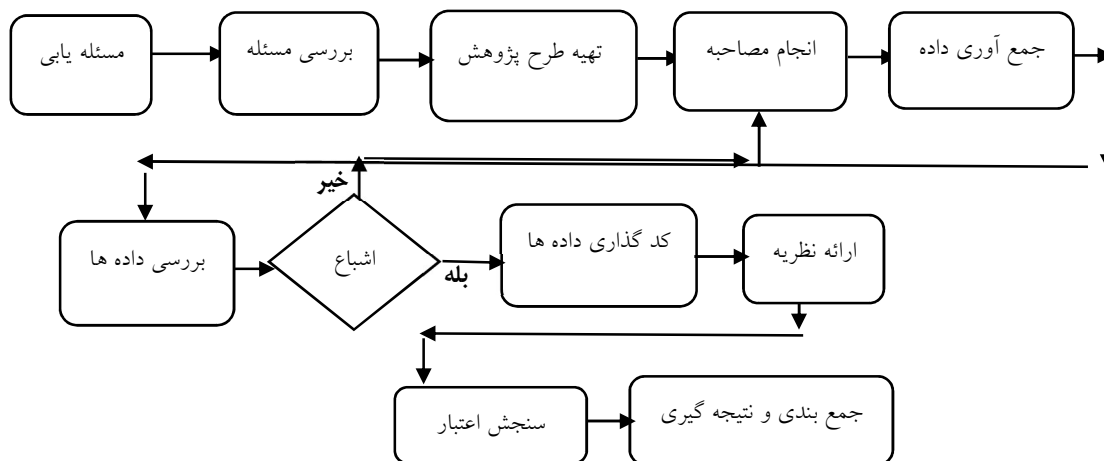 مسئله یابی
بررسی مسئله
تهیه طرح پژوهش
انجام مصاحبه
جمع آوری داده
بررسی داده ها
اشباع
خیر
بله
کد گذاری داده ها
ارائه نظریه
سنجش اعتبار
جمع بندی و نتیجه گیری